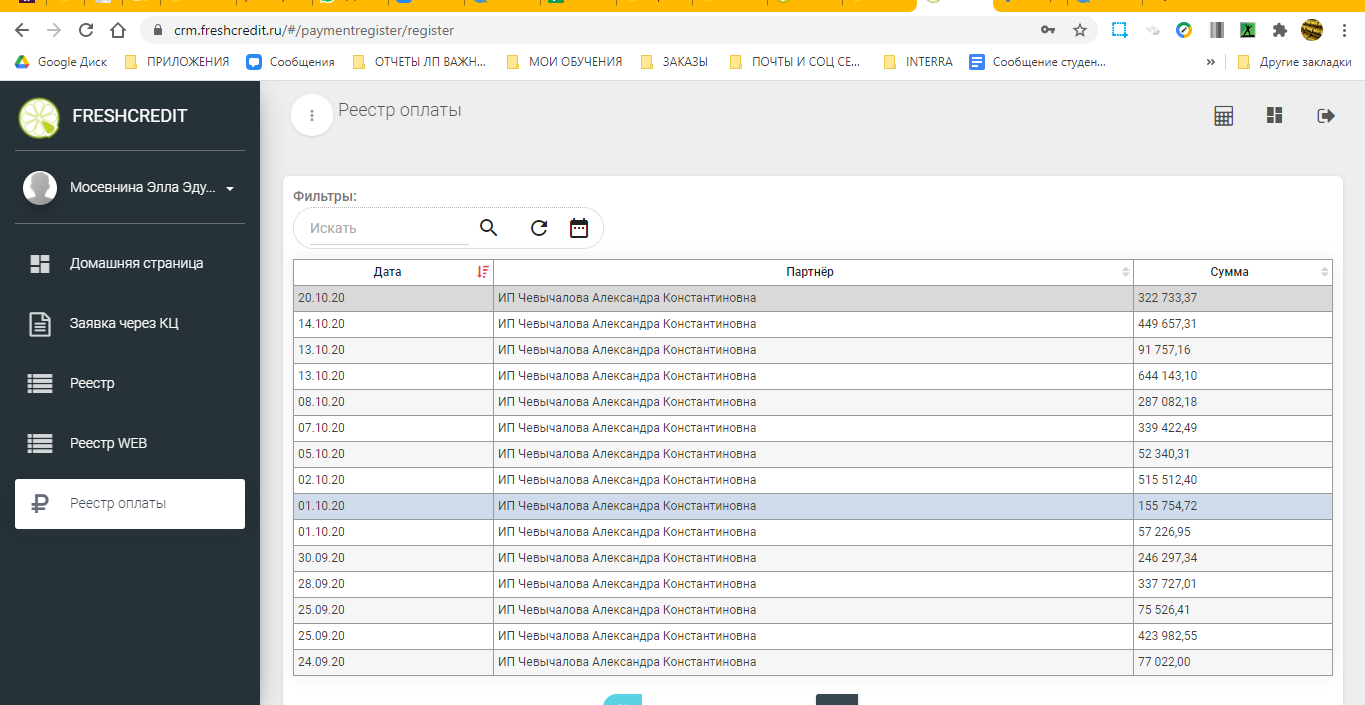 crm.freshcredit.ru/#/paymentregister/register
Google Диск ПРИЛОЖЕНИЯ Сообщения ОТЧЕТЫ ЛП ВАЖН... МОИ ОБУЧЕНИЯ ЗАКАЗЫ ПОЧТЫ И СОЦ СЕ... INTERRA Сообщение студен... » Другие закладки
FRESHCREDIT
Реестр оплаты
Мосевнина Элла Эду...
Домашняя страница
Заявка через КЦ
Реестр
Реестр WEB
Реестр оплаты
Фильтры:
Искать
Дата Партнёр Сумма
20.10.20 ИП Чевычалова Александра Константиновна 322 733,37
14.10.20 ИП Чевычалова Александра Константиновна 449 657,31
13.10.20 ИП Чевычалова Александра Константиновна 91 757,16
13.10.20 ИП Чевычалова Александра Константиновна 644 143,10
08.10.20 ИП Чевычалова Александра Константиновна 287 082,18
07.10.20 ИП Чевычалова Александра Константиновна 339 422,49
05.10.20 ИП Чевычалова Александра Константиновна 52 340,31
02.10.20 ИП Чевычалова Александра Константиновна 515 512,40
01.10.20 ИП Чевычалова Александра Константиновна 155 754,72
01.10.20 ИП Чевычалова Александра Константиновна 57 226,95
30.09.20 ИП Чевычалова Александра Константиновна 246 297,34
28.09.20 ИП Чевычалова Александра Константиновна 337 727,01
25.09.20 ИП Чевычалова Александра Константиновна 75 526,41
25.09.20 ИП Чевычалова Александра Константиновна 423 982,55
24.09.20 ИП Чевычалова Александра Константиновна 77 022,00